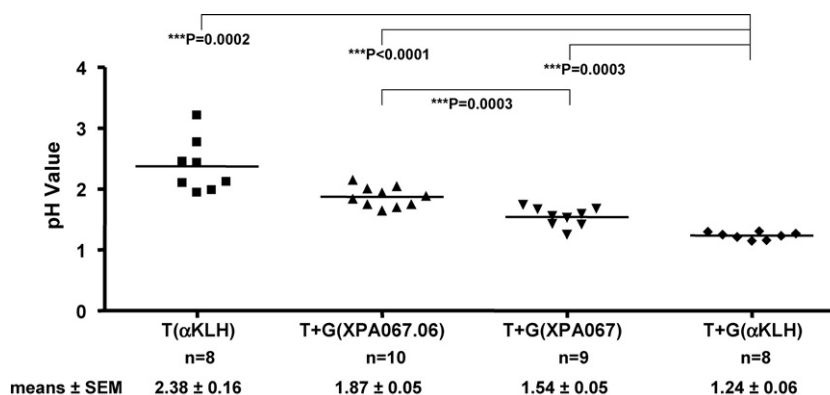 ***P=0.0002
***P<0.0001
***P=0.0003
***P=0.0003
4
3
2
1
0
pH Value
T(αKLH) T+G(XPA067.06) T+G(XPA067) T+G(αKLH)
n=8 n=10 n=9 n=8
means ± SEM 2.38 ± 0.16 1.87 ± 0.05 1.54 ± 0.05 1.24 ± 0.06